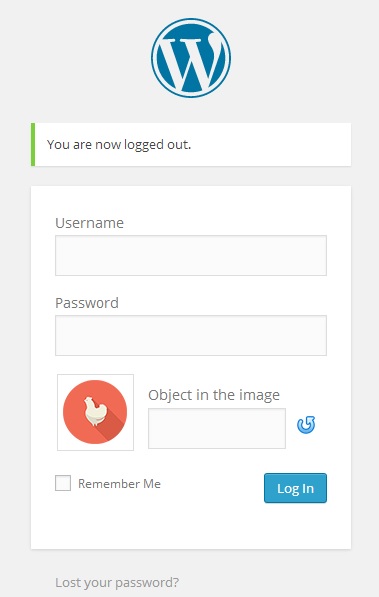 You are now logged out.
Username
Password
Object in the image
Remember Me
Log In
Lost your password?